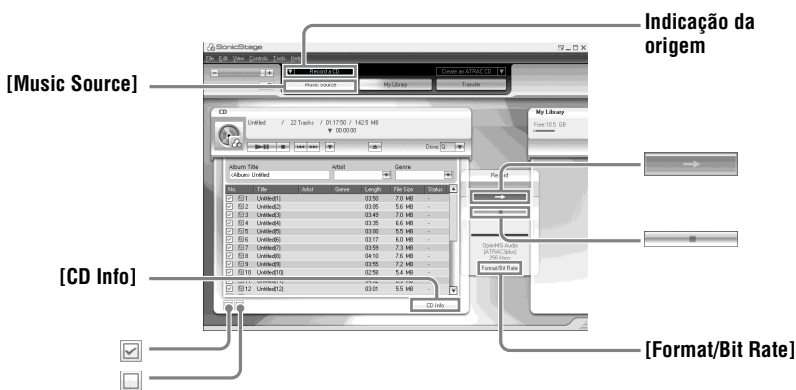 Indicação da
origem
[Music Source]
[CD Info]
[Format/Bit Rate]
SonicStage
File Edit View Controls Tools Help
Record a CD
Create an ATRAC CD
Music Source
My Library
Transfer
CD
Untitled / 22 Tracks / 01:17:50 / 142.5 MB
00:00:00
Drive: Q
My Library
Free:10.5 GB
Album Title Artist Genre
<Album> Untitled
No Title Artist Genre Length File Size Status
1 Untitled(1) 03:50 7.0 MB -
2 Untitled(2) 03:05 5.6 MB -
3 Untitled(3) 03:49 7.0 MB -
4 Untitled(4) 03:35 6.6 MB -
5 Untitled(5) 03:00 5.5 MB -
6 Untitled(6) 03:17 6.0 MB -
7 Untitled(7) 03:59 7.3 MB -
8 Untitled(8) 04:10 7.6 MB -
9 Untitled(9) 03:55 7.2 MB -
10 Untitled(10) 02:58 5.4 MB -
12 Untitled(12) 03:01 5.5 MB -
OpenMG Audio
(ATRAC3plus)
256 kbps
Format/Bit Rate
CD Info